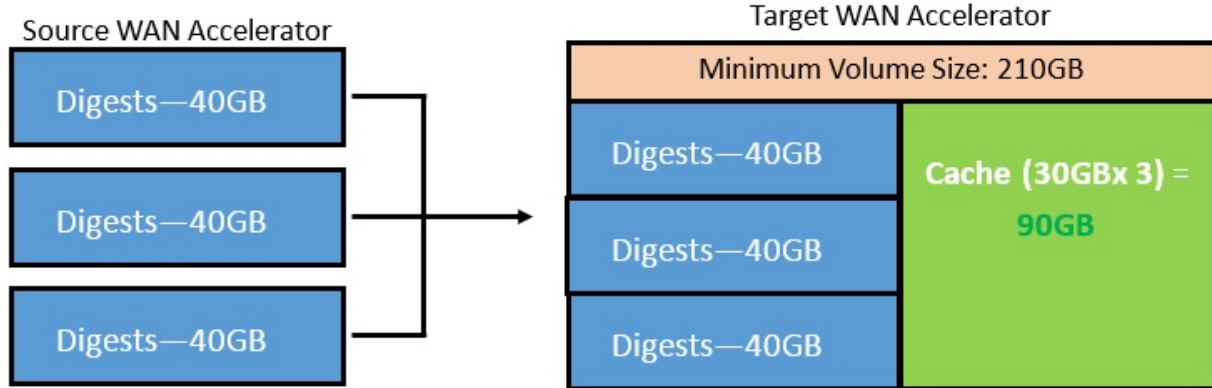 Source WAN Accelerator
Digests—40GB
Digests—40GB
Digests—40GB
Target WAN Accelerator
Minimum Volume Size: 210GB
Digests—40GB
Digests—40GB
Digests—40GB
Cache (30GBx 3) =
90GB